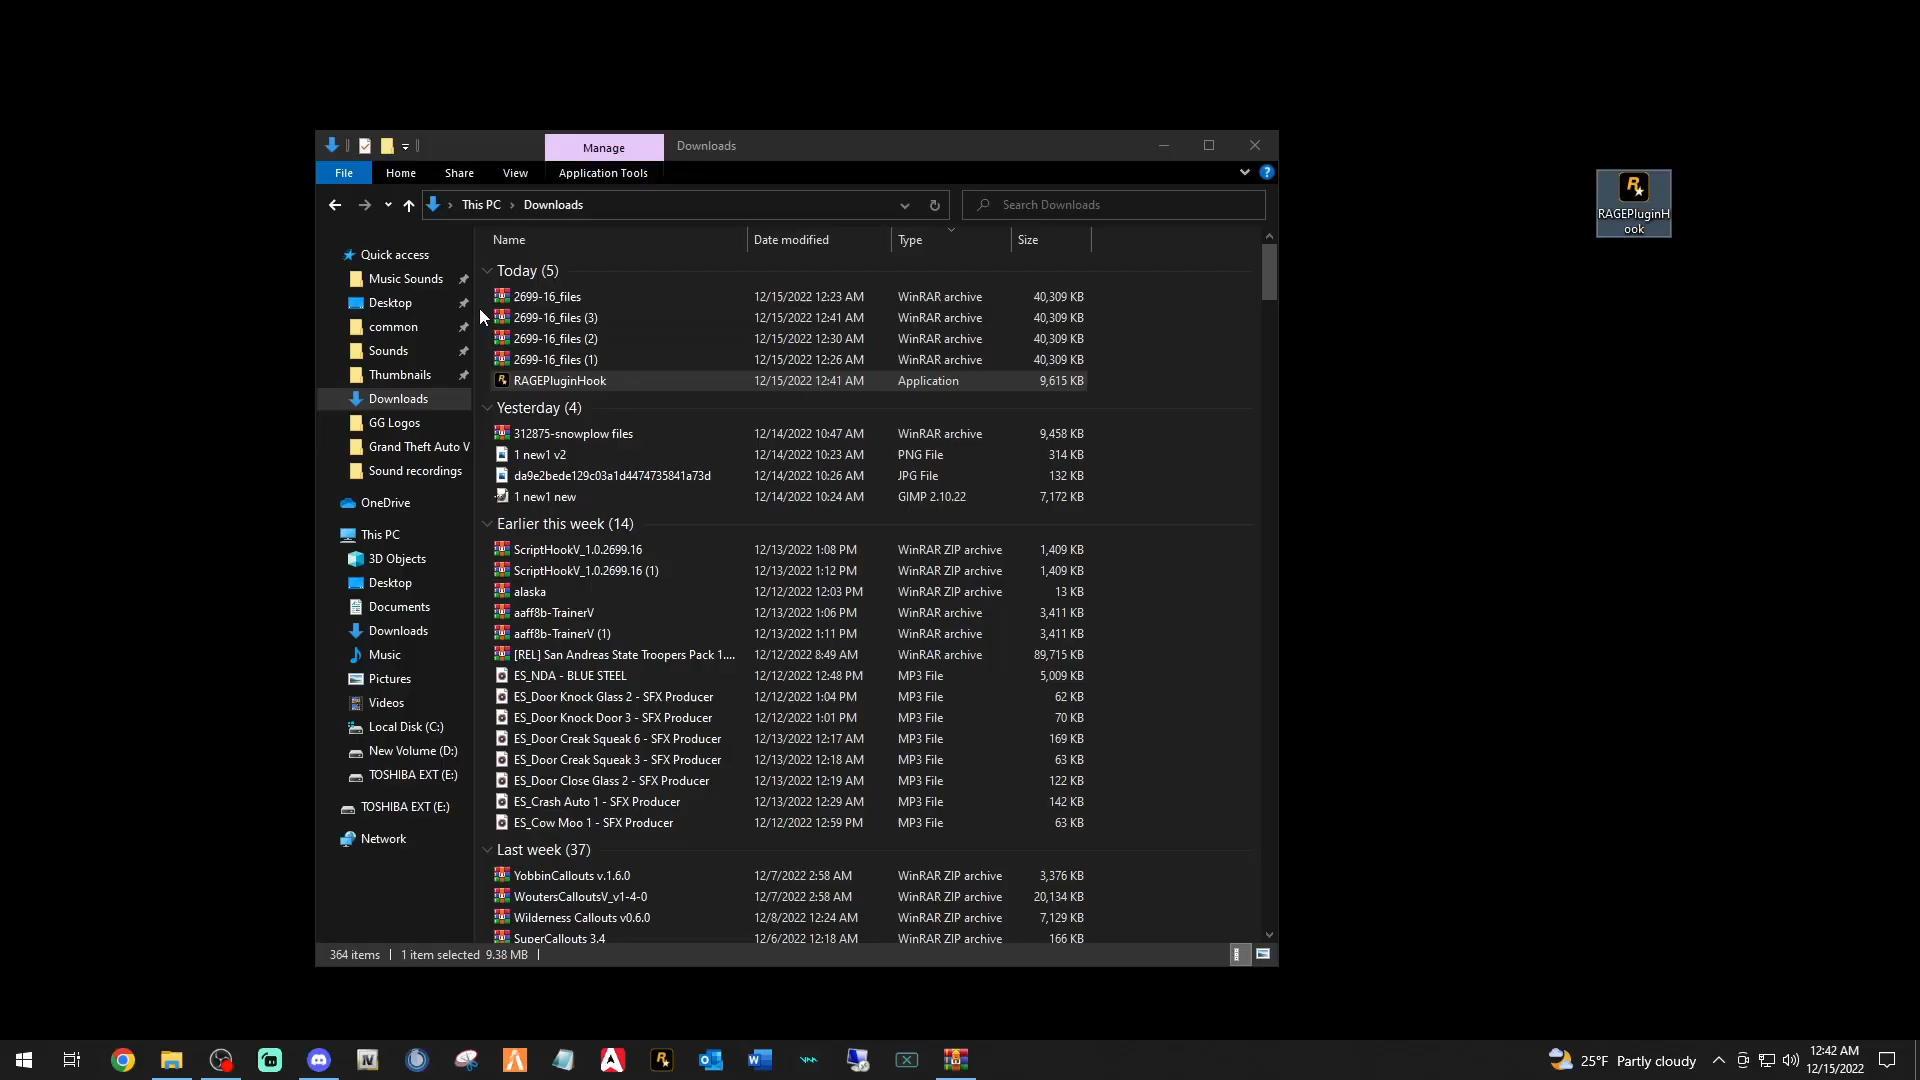 Manage
Downloads
File
Home
Share
View
Application Tools
This PC
Downloads
Search Downloads
Name
Date modified
Type
Size
Quick access
Music Sounds
Desktop
common
Sounds
Thumbnails
Downloads
GG Logos
Grand Theft Auto V
Sound recordings
OneDrive
This PC
3D Objects
Desktop
Documents
Downloads
Music
Pictures
Videos
Local Disk (C:)
New Volume (D:)
TOSHIBA EXT (E:)
TOSHIBA EXT (E:)
Network
Today (5)
2699-16_files 12/15/2022 12:23 AM WinRAR archive 40,309 KB
2699-16_files (3) 12/15/2022 12:41 AM WinRAR archive 40,309 KB
2699-16_files (2) 12/15/2022 12:30 AM WinRAR archive 40,309 KB
2699-16_files (1) 12/15/2022 12:26 AM WinRAR archive 40,309 KB
RAGEPluginHook 12/15/2022 12:41 AM Application 9,615 KB
Yesterday (4)
312875-snowplow files 12/14/2022 10:47 AM WinRAR archive 9,458 KB
1 new1 v2 12/14/2022 10:23 AM PNG File 314 KB
da9e2bede129c03a1d4474735841a73d 12/14/2022 10:26 AM JPG File 132 KB
1 new1 new 12/14/2022 10:24 AM GIMP 2.10.22 7,172 KB
Earlier this week (14)
ScriptHookV_1.0.2699.16 12/13/2022 1:08 PM WinRAR ZIP archive 1,409 KB
ScriptHookV_1.0.2699.16 (1) 12/13/2022 1:12 PM WinRAR ZIP archive 1,409 KB
alaska 12/12/2022 12:03 PM WinRAR ZIP archive 13 KB
aaff8b-TrainerV 12/13/2022 1:06 PM WinRAR archive 3,411 KB
aaff8b-TrainerV (1) 12/13/2022 1:11 PM WinRAR archive 3,411 KB
[REL] San Andreas State Troopers Pack 1.... 12/12/2022 8:49 AM WinRAR archive 89,715 KB
ES_NDA - BLUE STEEL 12/12/2022 12:48 PM MP3 File 5,009 KB
ES_Door Knock Glass 2 - SFX Producer 12/12/2022 1:04 PM MP3 File 62 KB
ES_Door Knock Door 3 - SFX Producer 12/12/2022 1:01 PM MP3 File 70 KB
ES_Door Creak Squeak 6 - SFX Producer 12/13/2022 12:17 AM MP3 File 169 KB
ES_Door Creak Squeak 3 - SFX Producer 12/13/2022 12:18 AM MP3 File 63 KB
ES_Door Close Glass 2 - SFX Producer 12/13/2022 12:19 AM MP3 File 122 KB
ES_Crash Auto 1 - SFX Producer 12/13/2022 12:29 AM MP3 File 142 KB
ES_Cow Moo 1 - SFX Producer 12/12/2022 12:59 PM MP3 File 63 KB
Last week (37)
YobbinCallouts v.1.6.0 12/7/2022 2:58 AM WinRAR ZIP archive 3,376 KB
WoutersCalloutsV_v1-4-0 12/7/2022 2:58 AM WinRAR ZIP archive 20,134 KB
Wilderness Callouts v0.6.0 12/8/2022 12:24 AM WinRAR ZIP archive 7,129 KB
SuperCallouts 3.4 12/6/2022 12:18 AM WinRAR ZIP archive 166 KB
364 items
1 item selected 9.38 MB
RAGEPluginH
ook
25°F Partly cloudy
12:42 AM
12/15/2022